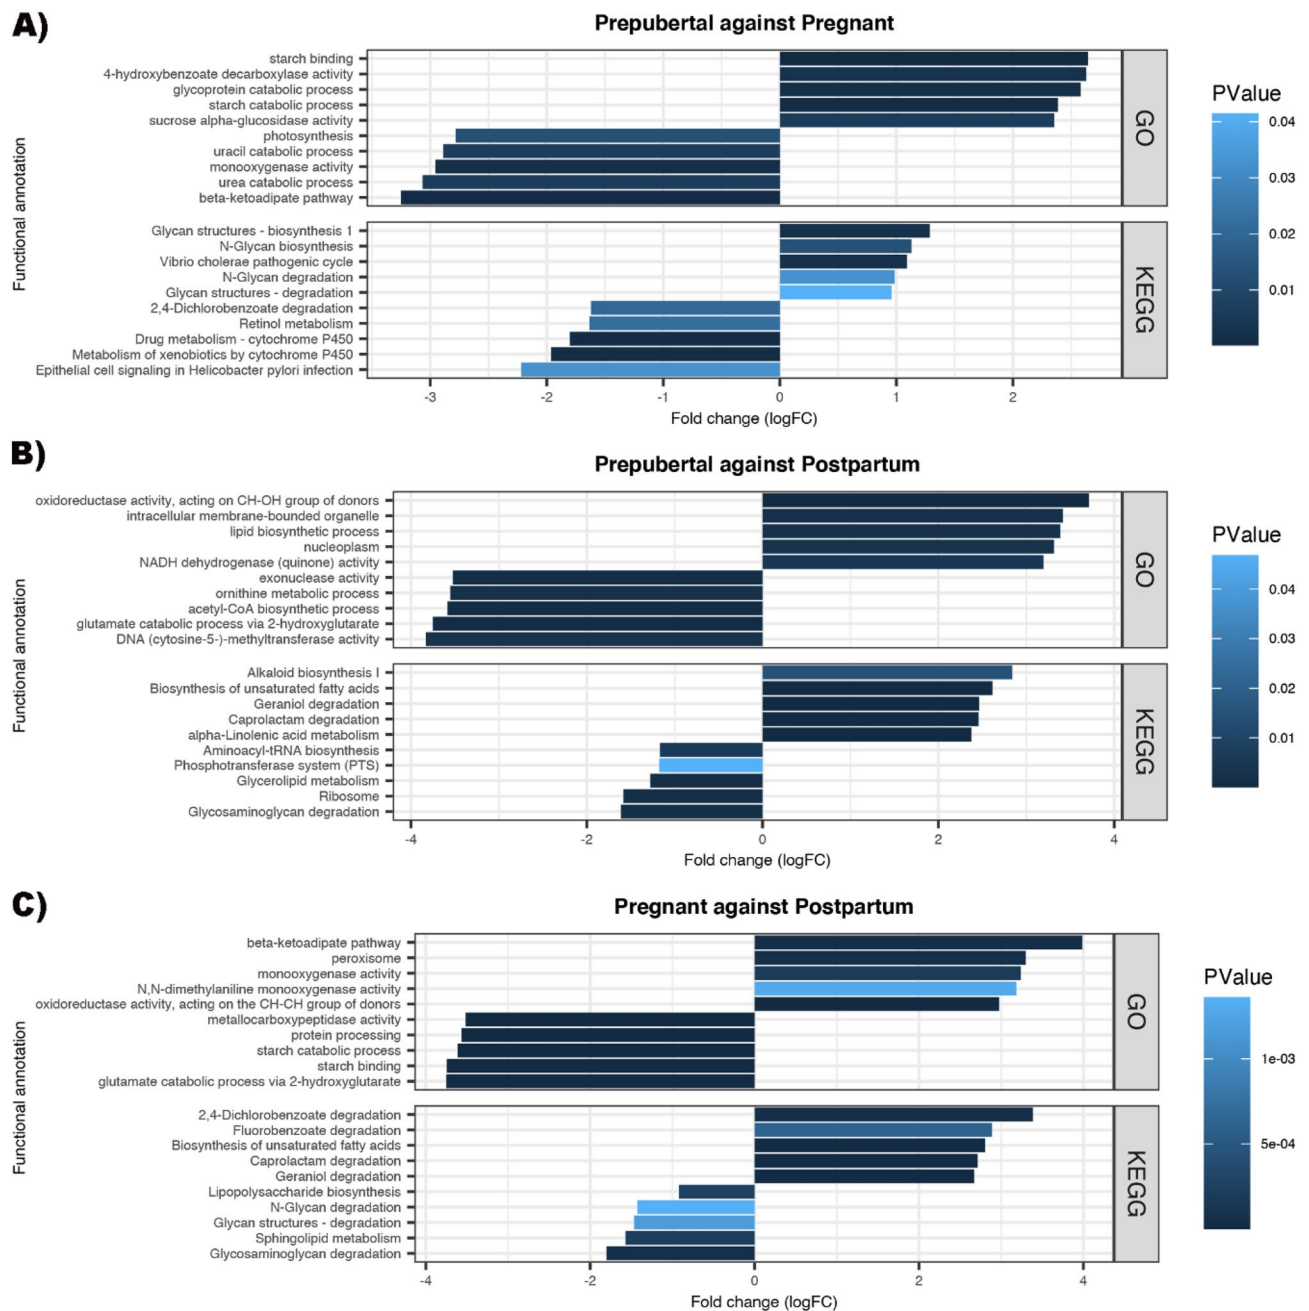 A)
Prepubertal against Pregnant
Functional annotation
starch binding
4-hydroxybenzoate decarboxylase activity
glycoprotein catabolic process
starch catabolic process
sucrose alpha-glucosidase activity
photosynthesis
uracil catabolic process
monooxygenase activity
urea catabolic process
beta-ketoadipate pathway
GO
Glycan structures - biosynthesis 1
N-Glycan biosynthesis
Vibrio cholerae pathogenic cycle
N-Glycan degradation
Glycan structures - degradation
2,4-Dichlorobenzoate degradation
Retinol metabolism
Drug metabolism - cytochrome P450
Metabolism of xenobiotics by cytochrome P450
Epithelial cell signaling in Helicobacter pylori infection
KEGG
-3 -2 -1 0 1 2
Fold change (logFC)
PValue
0.04
0.03
0.02
0.01
B)
Prepubertal against Postpartum
Functional annotation
oxidoreductase activity, acting on CH-OH group of donors
intracellular membrane-bounded organelle
lipid biosynthetic process
nucleoplasm
NADH dehydrogenase (quinone) activity
exonuclease activity
ornithine metabolic process
acetyl-CoA biosynthetic process
glutamate catabolic process via 2-hydroxyglutarate
DNA (cytosine-5-)-methyltransferase activity
GO
Alkaloid biosynthesis I
Biosynthesis of unsaturated fatty acids
Geraniol degradation
Caprolactam degradation
alpha-Linolenic acid metabolism
Aminoacyl-tRNA biosynthesis
Phosphotransferase system (PTS)
Glycerolipid metabolism
Ribosome
Glycosaminoglycan degradation
KEGG
-4 -2 0 2 4
Fold change (logFC)
PValue
0.04
0.03
0.02
0.01
C)
Pregnant against Postpartum
Functional annotation
beta-ketoadipate pathway
peroxisome
monooxygenase activity
N,N-dimethylaniline monooxygenase activity
oxidoreductase activity, acting on the CH-CH group of donors
metallocarboxypeptidase activity
protein processing
starch catabolic process
starch binding
glutamate catabolic process via 2-hydroxyglutarate
GO
2,4-Dichlorobenzoate degradation
Fluorobenzoate degradation
Biosynthesis of unsaturated fatty acids
Caprolactam degradation
Geraniol degradation
Lipopolysaccharide biosynthesis
N-Glycan degradation
Glycan structures - degradation
Sphingolipid metabolism
Glycosaminoglycan degradation
KEGG
-4 -2 0 2 4
Fold change (logFC)
PValue
1e-03
5e-04